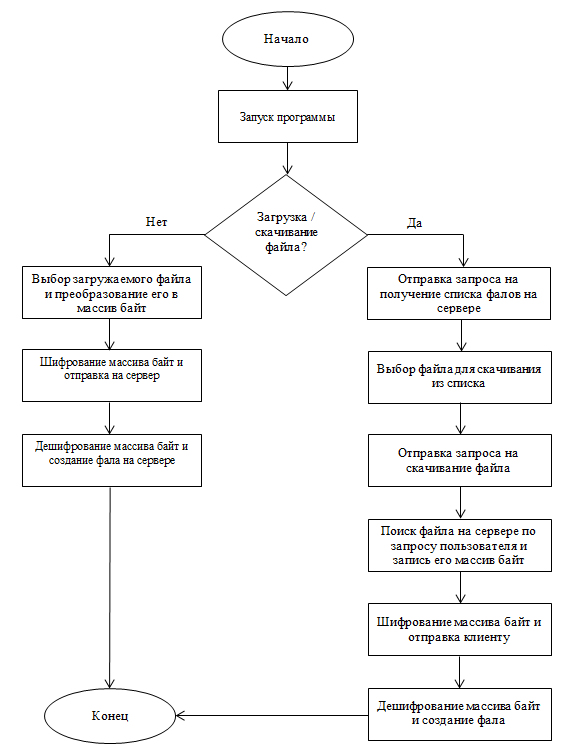 Начало
Запуск программы
Загрузка /
скачивание
файла?
Нет
Да
Выбор загружаемого файла
и преобразование его в
массив байт
Шифрование массива байт и
отправка на сервер
Дешифрование массива байт и
создание фала на сервере
Отправка запроса на
получение списка фалов на
сервере
Выбор файла для скачивания
из списка
Отправка запроса на
скачивание файла
Поиск файла на сервере по
запросу пользователя и
запись его массив байт
Шифрование массива байт и
отправка клиенту
Дешифрование массива байт
и создание фала
Конец